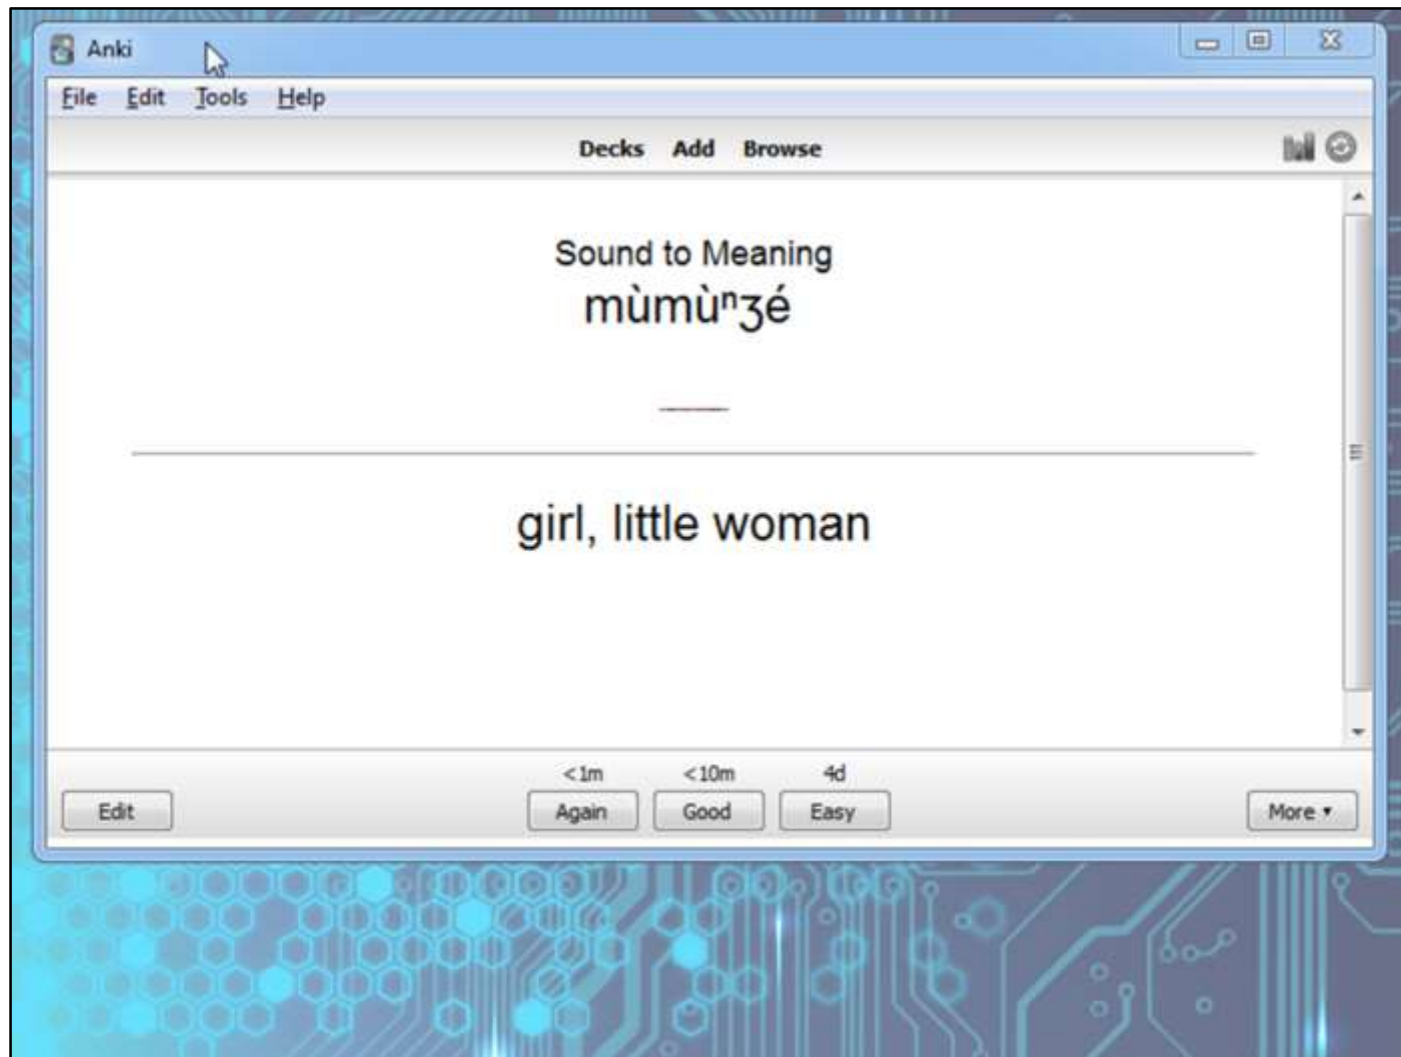 Anki
File Edit Tools Help
Decks Add Browse
Sound to Meaning
mùmùⁿʒé
girl, little woman
<1m <10m 4d
Edit Again Good Easy More ▾